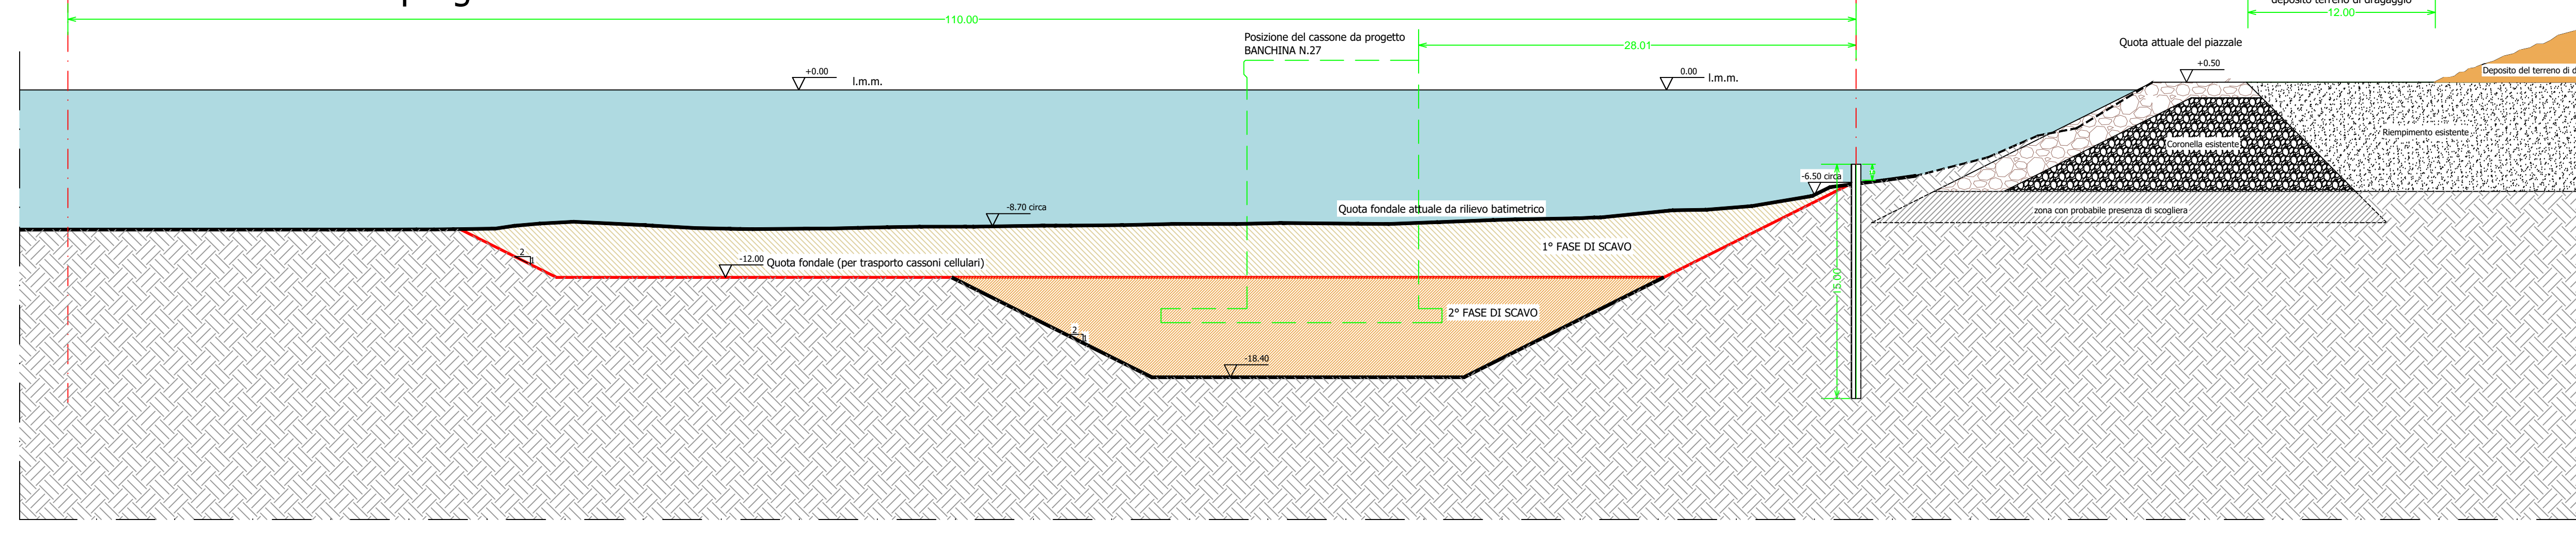 110.00
deposito terreno di dragaggio
12.00
Posizione del cassone da progetto
BANCHINA N.27
28.01
Quota attuale del piazzale
+0.00
l.m.m.
0.00
l.m.m.
+0.50
Deposito del terreno di d
Riempimento esistente
Coronella esistente
-6.50 circa
-8.70 circa
Quota fondale attuale da rilievo batimetrico
zona con probabile presenza di scogliera
1° FASE DI SCAVO
2
1
-12.00
Quota fondale (per trasporto cassoni cellulari)
15.00
2° FASE DI SCAVO
2
1
-18.40